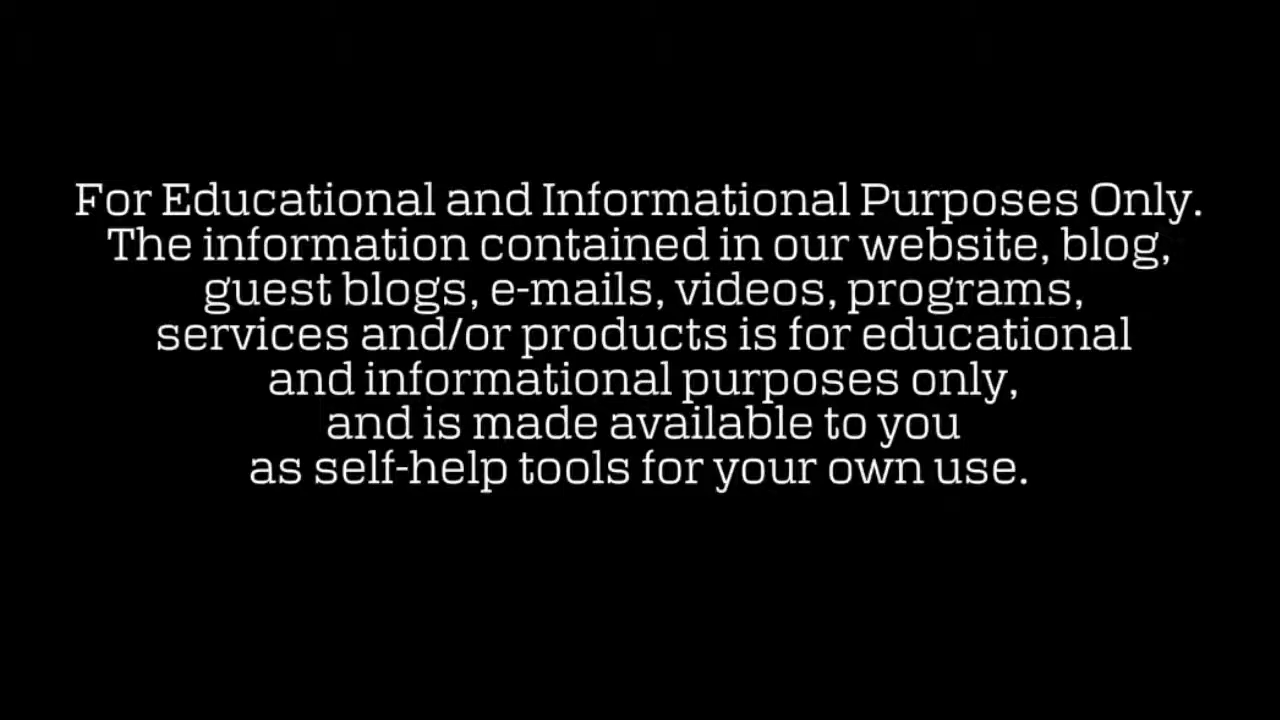 For Educational and Informational Purposes Only.
The information contained in our website, blog,
guest blogs, e-mails, videos, programs,
services and/or products is for educational
and informational purposes only,
and is made available to you
as self-help tools for your own use.